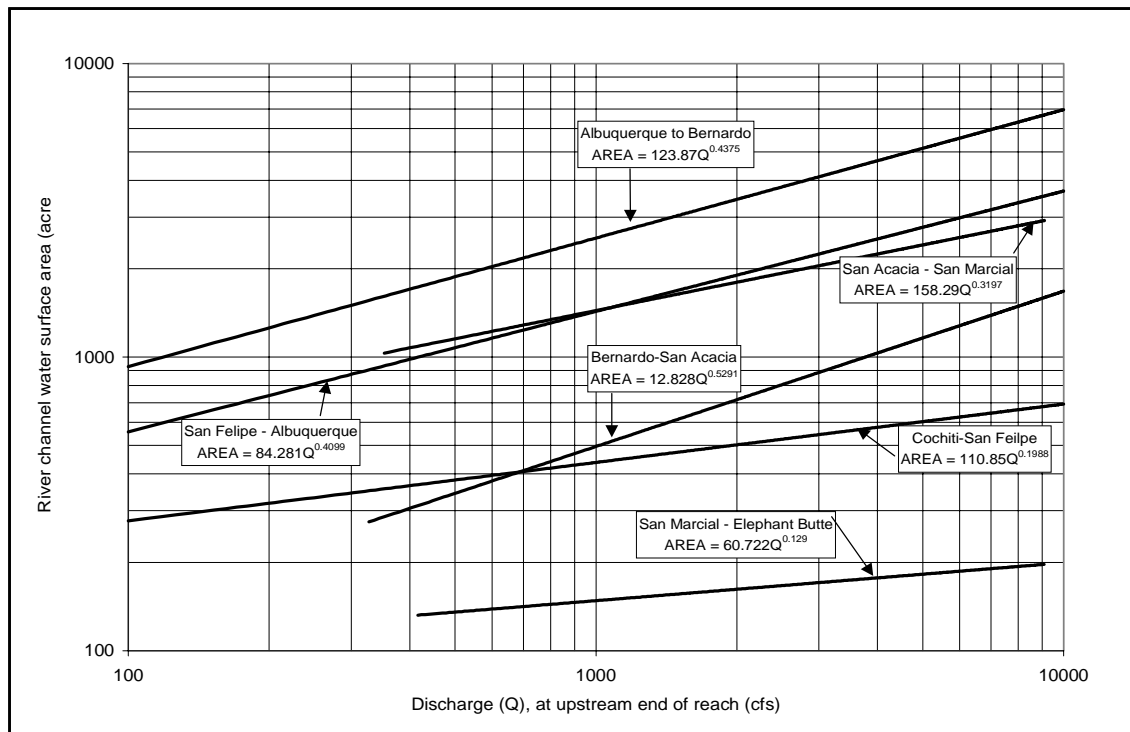 10000
Albuquerque to Bernardo
AREA = 123.87Q^0.4375
River channel water surface area (acre
San Acacia - San Marcial
AREA = 158.29Q^0.3197
1000
Bernardo-San Acacia
AREA = 12.828Q^0.5291
San Felipe - Albuquerque
AREA = 84.281Q^0.4099
Cochiti-San Feilpe
AREA = 110.85Q^0.1988
San Marcial - Elephant Butte
AREA = 60.722Q^0.129
100
100
1000
10000
Discharge (Q), at upstream end of reach (cfs)